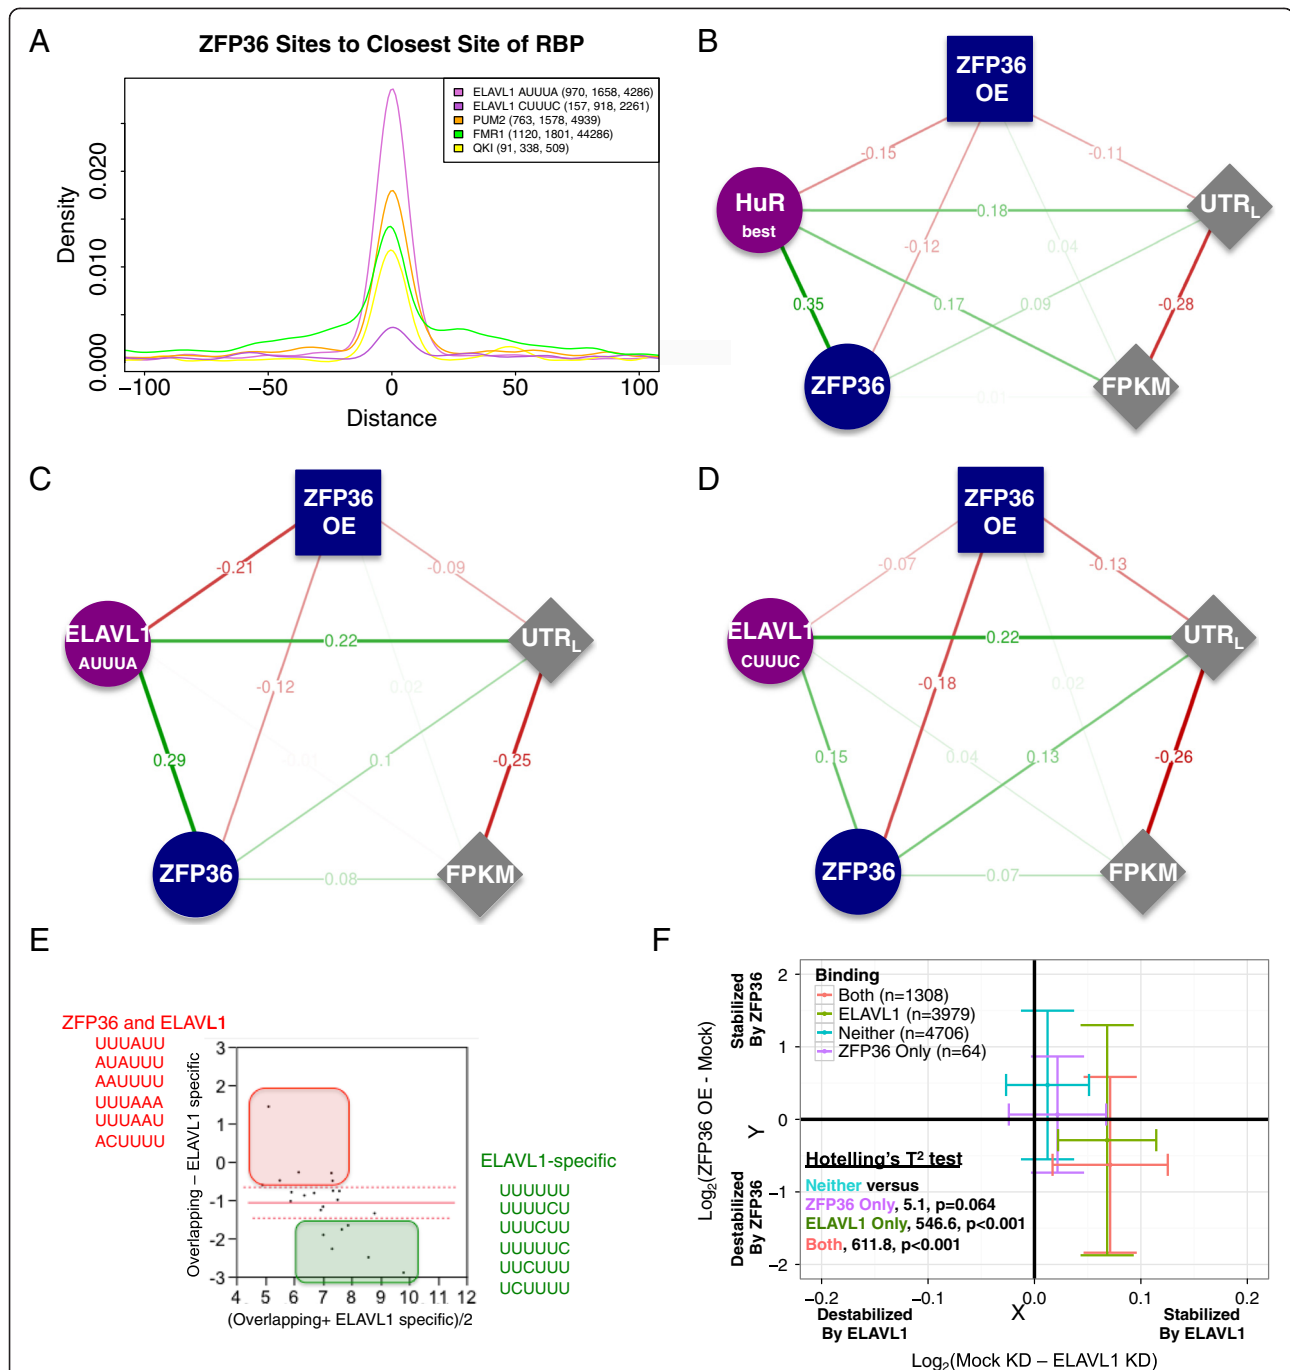 A
ZFP36 Sites to Closest Site of RBP
ELAVL1 AUUUA (970, 1658, 4286)
ELAVL1 CUUUC (157, 918, 2261)
PUM2 (763, 1578, 4939)
FMR1 (1120, 1801, 44286)
QKI (91, 338, 509)
Density
0.000
0.010
0.020
−100
−50
0
50
100
Distance
B
ZFP36
OE
HuR
best
UTRL
ZFP36
FPKM
-0.15
-0.11
0.18
-0.12
0.04
0.35
0.17
0.09
-0.28
0.01
C
ZFP36
OE
ELAVL1
AUUUA
UTRL
ZFP36
FPKM
-0.21
-0.09
0.22
-0.12
0.02
0.29
0.01
0.1
-0.25
0.08
D
ZFP36
OE
ELAVL1
CUUUC
UTRL
ZFP36
FPKM
-0.07
-0.13
0.22
-0.18
0.02
0.15
0.04
0.13
-0.26
0.07
E
ZFP36 and ELAVL1
UUUAUU
AUAUUU
AAUUUU
UUUAAA
UUUAAU
ACUUUU
Overlapping – ELAVL1 specific
3
2
1
0
-1
-2
-3
4 5 6 7 8 9 10 11 12
(Overlapping+ ELAVL1 specific)/2
ELAVL1-specific
UUUUUU
UUUUCU
UUUCUU
UUUUUC
UUCUUU
UCUUUU
F
Log2(ZFP36 OE - Mock)
Stabilized
By ZFP36
Destabilized
By ZFP36
Y
2
1
0
−1
−2
Binding
Both (n=1308)
ELAVL1 (n=3979)
Neither (n=4706)
ZFP36 Only (n=64)
Hotelling's T2 test
Neither versus
ZFP36 Only, 5.1, p=0.064
ELAVL1 Only, 546.6, p<0.001
Both, 611.8, p<0.001
−0.2
−0.1
0.0
0.1
0.2
X
Destabilized
By ELAVL1
Stabilized
By ELAVL1
Log2(Mock KD – ELAVL1 KD)